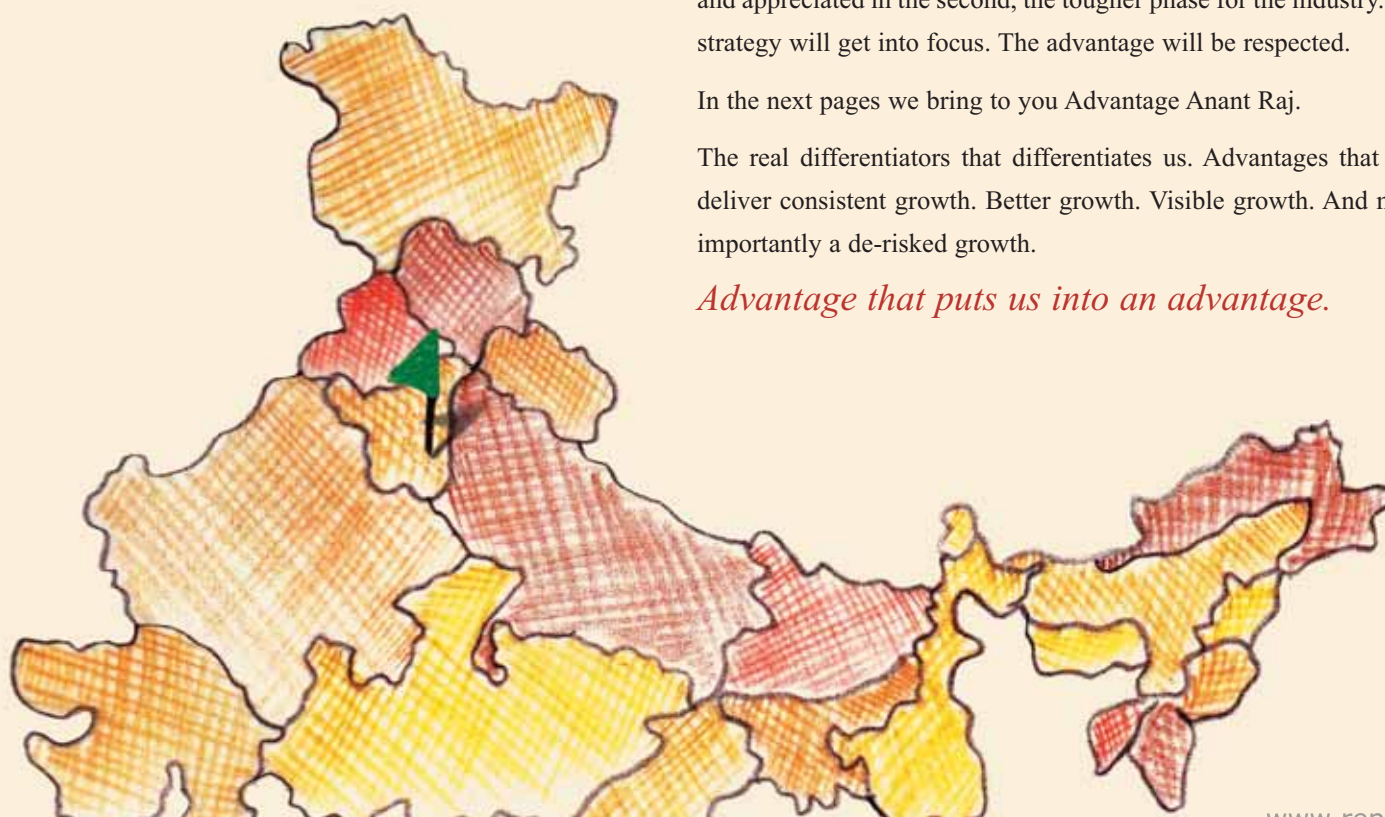 and appreciated in the second, the tougher phase for the industry.
strategy will get into focus. The advantage will be respected.
In the next pages we bring to you Advantage Anant Raj.
The real differentiators that differentiates us. Advantages that
deliver consistent growth. Better growth. Visible growth. And
importantly a de-risked growth.
Advantage that puts us into an advantage.